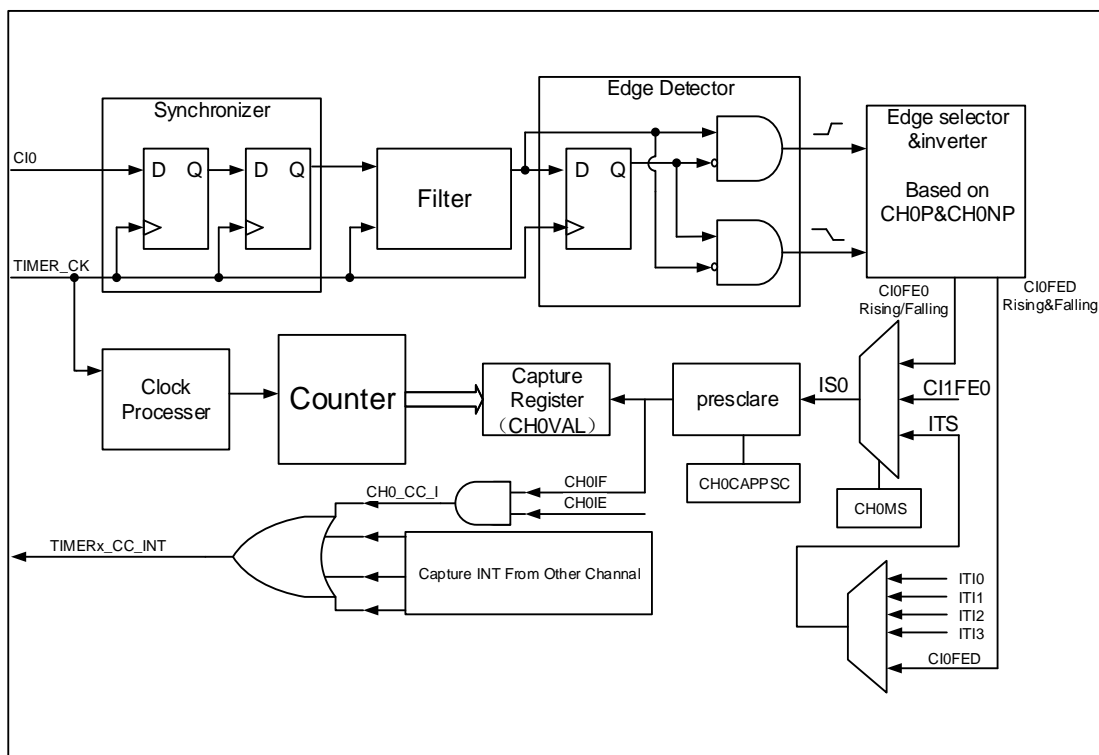 Synchronizer
Edge Detector
Edge selector
&inverter
Based on
CH0P&CH0NP
CI0
D Q
D Q
Filter
D Q
TIMER_CK
CI0FE0
Rising/Falling
CI0FED
Rising&Falling
Clock
Processer
Counter
Capture
Register
（CH0VAL）
presclare
IS0
CI1FE0
ITS
CH0CAPPSC
CH0MS
CH0_CC_I
CH0IF
CH0IE
TIMERx_CC_INT
Capture INT From Other Channel
ITI0
ITI1
ITI2
ITI3
CI0FED